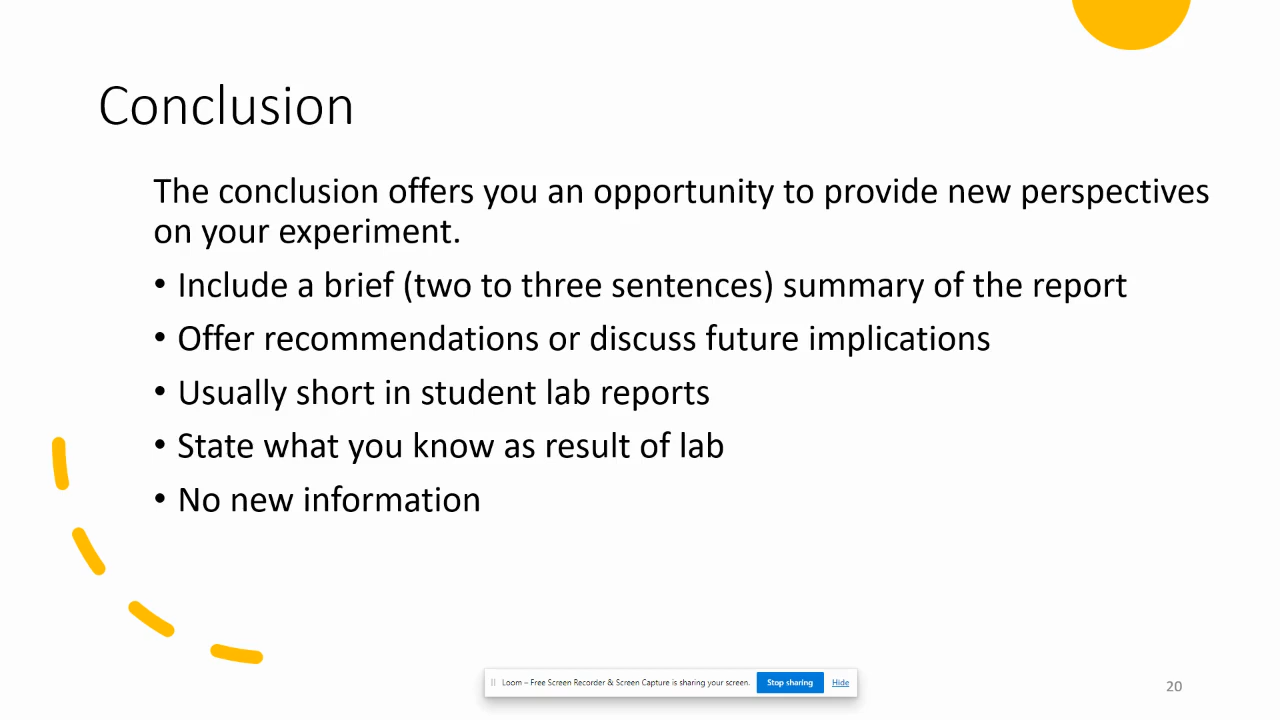 Conclusion
The conclusion offers you an opportunity to provide new perspectives
on your experiment.
• Include a brief (two to three sentences) summary of the report
• Offer recommendations or discuss future implications
• Usually short in student lab reports
• State what you know as result of lab
• No new information
Loom – Free Screen Recorder & Screen Capture is sharing your screen. Stop sharing Hide
20